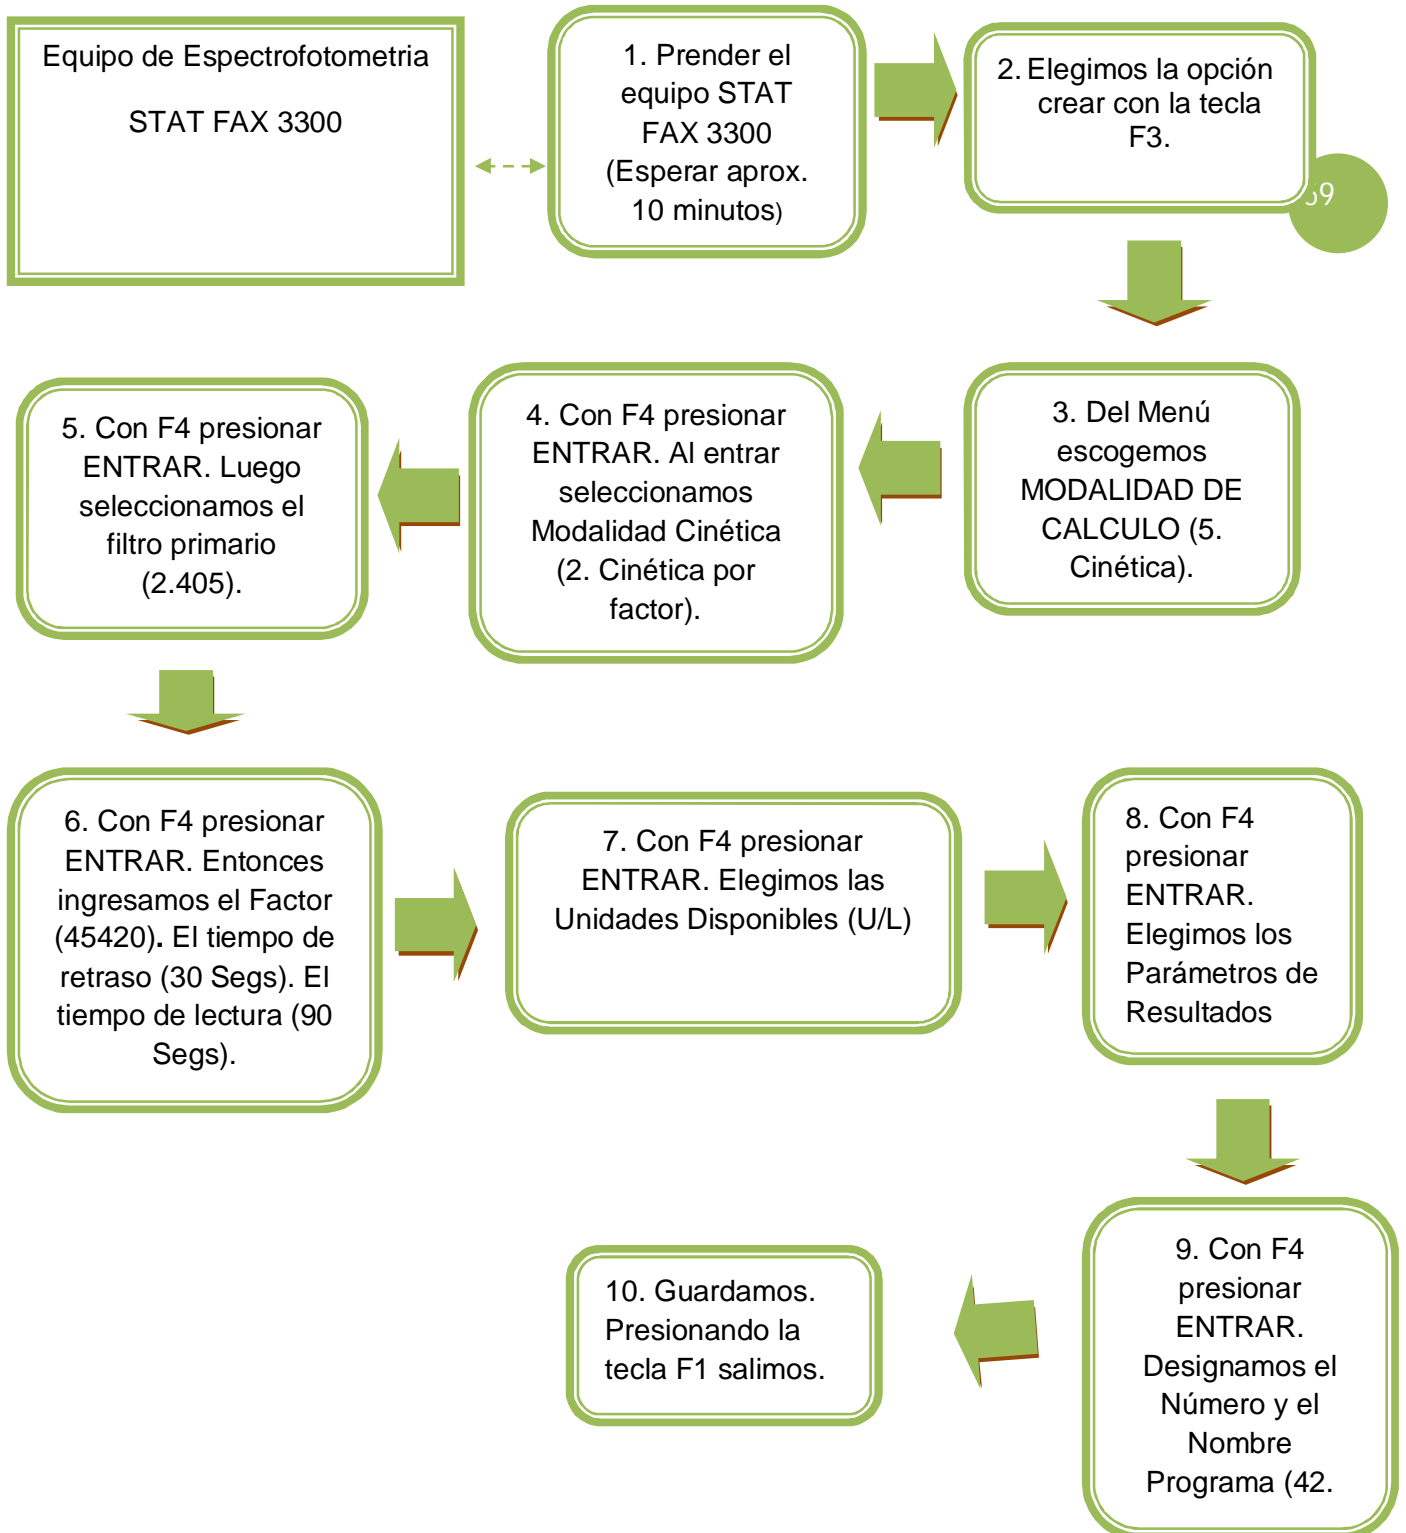 Equipo de Espectrofotometria
STAT FAX 3300
1. Prender el
equipo STAT
FAX 3300
(Esperar aprox.
10 minutos)
2. Elegimos la opción
crear con la tecla
F3.
3. Del Menú
escogemos
MODALIDAD DE
CALCULO (5.
Cinética).
4. Con F4 presionar
ENTRAR. Al entrar
seleccionamos
Modalidad Cinética
(2. Cinética por
factor).
5. Con F4 presionar
ENTRAR. Luego
seleccionamos el
filtro primario
(2.405).
6. Con F4 presionar
ENTRAR. Entonces
ingresamos el Factor
(45420). El tiempo de
retraso (30 Segs). El
tiempo de lectura (90
Segs).
7. Con F4 presionar
ENTRAR. Elegimos las
Unidades Disponibles (U/L)
8. Con F4
presionar
ENTRAR.
Elegimos los
Parámetros de
Resultados
9. Con F4
presionar
ENTRAR.
Designamos el
Número y el
Nombre
Programa (42.
10. Guardamos.
Presionando la
tecla F1 salimos.